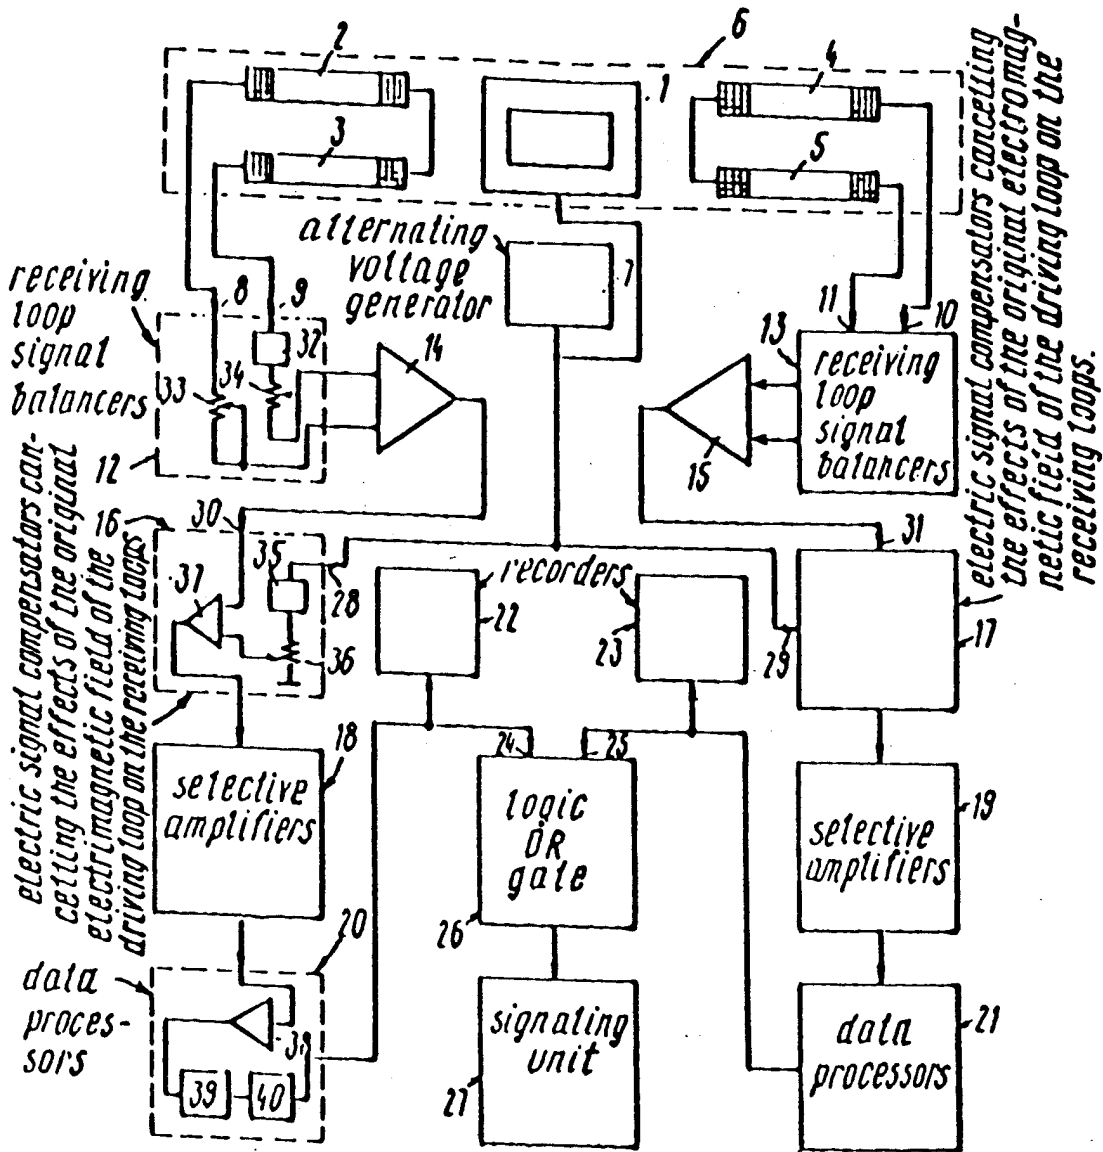 6
2
4
1
3
5
alternating
voltage
generator
7
receiving
loop
signal
balancers
8
9
32
33
34
12
14
11
10
13
receiving
loop
signal
balancers
15
electric signal compensators cancelling
the effects of the original electromag-
netic field of the driving loop on the
receiving loops.
16
30
35
37
28
36
recorders
22
23
31
29
17
electric signal compensators can-
celling the effects of the original
electrimagnetic field of the
driving loop on the receiving loops
18
selective
amplifiers
24
25
logic
OR
gate
26
19
selective
amplifiers
20
data
proces-
sors
38
39
40
signaling
unit
27
data
processors
21